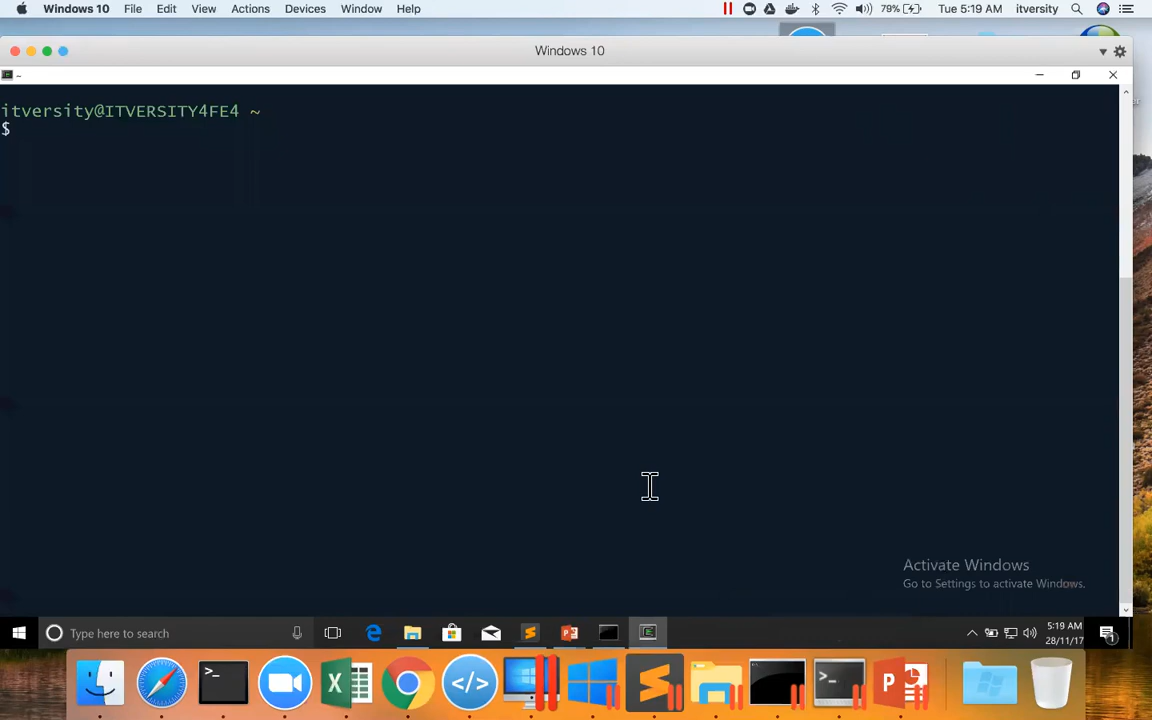 Windows 10 File Edit View Actions Devices Window Help 79% Tue 5:19 AM itversity
Windows 10
~
itversity@ITVERSITY4FE4 ~
$
Activate Windows
Go to Settings to activate Windows.
Type here to search
5:19 AM
28/11/17